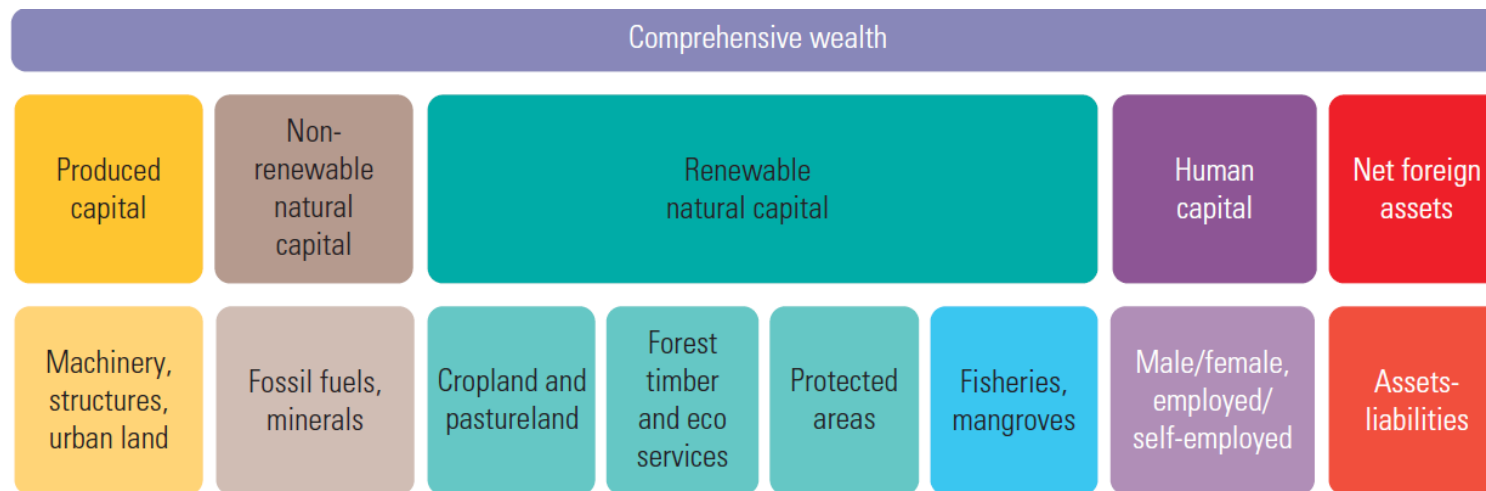 Comprehensive wealth
Produced
capital
Non-
renewable
natural
capital
Renewable
natural capital
Human
capital
Net foreign
assets
Machinery,
structures,
urban land
Fossil fuels,
minerals
Cropland and
pastureland
Forest
timber
and eco
services
Protected
areas
Fisheries,
mangroves
Male/female,
employed/
self-employed
Assets-
liabilities